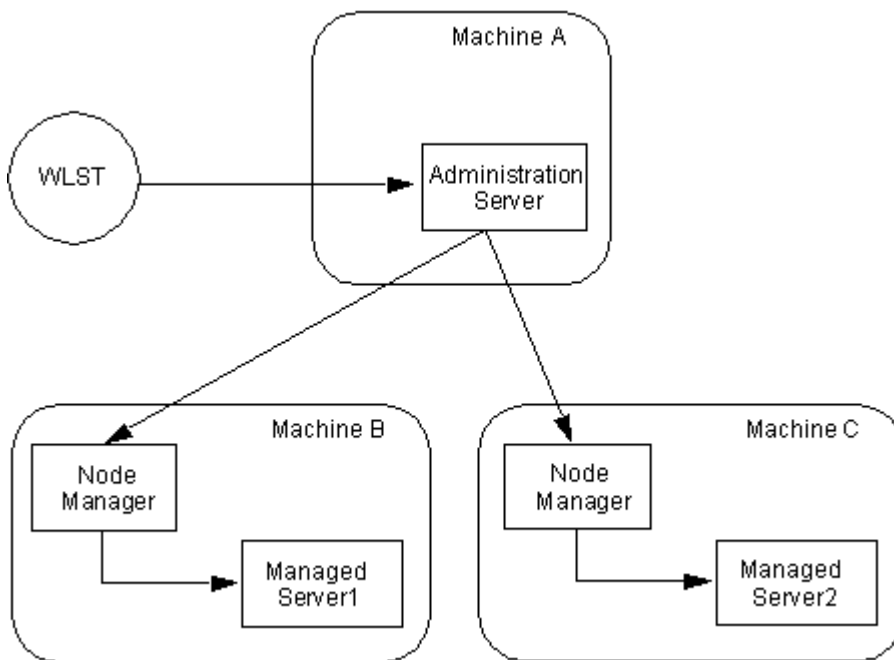 Machine A
WLST
Administration
Server
Machine B
Node
Manager
Managed
Server1
Machine C
Node
Manager
Managed
Server2